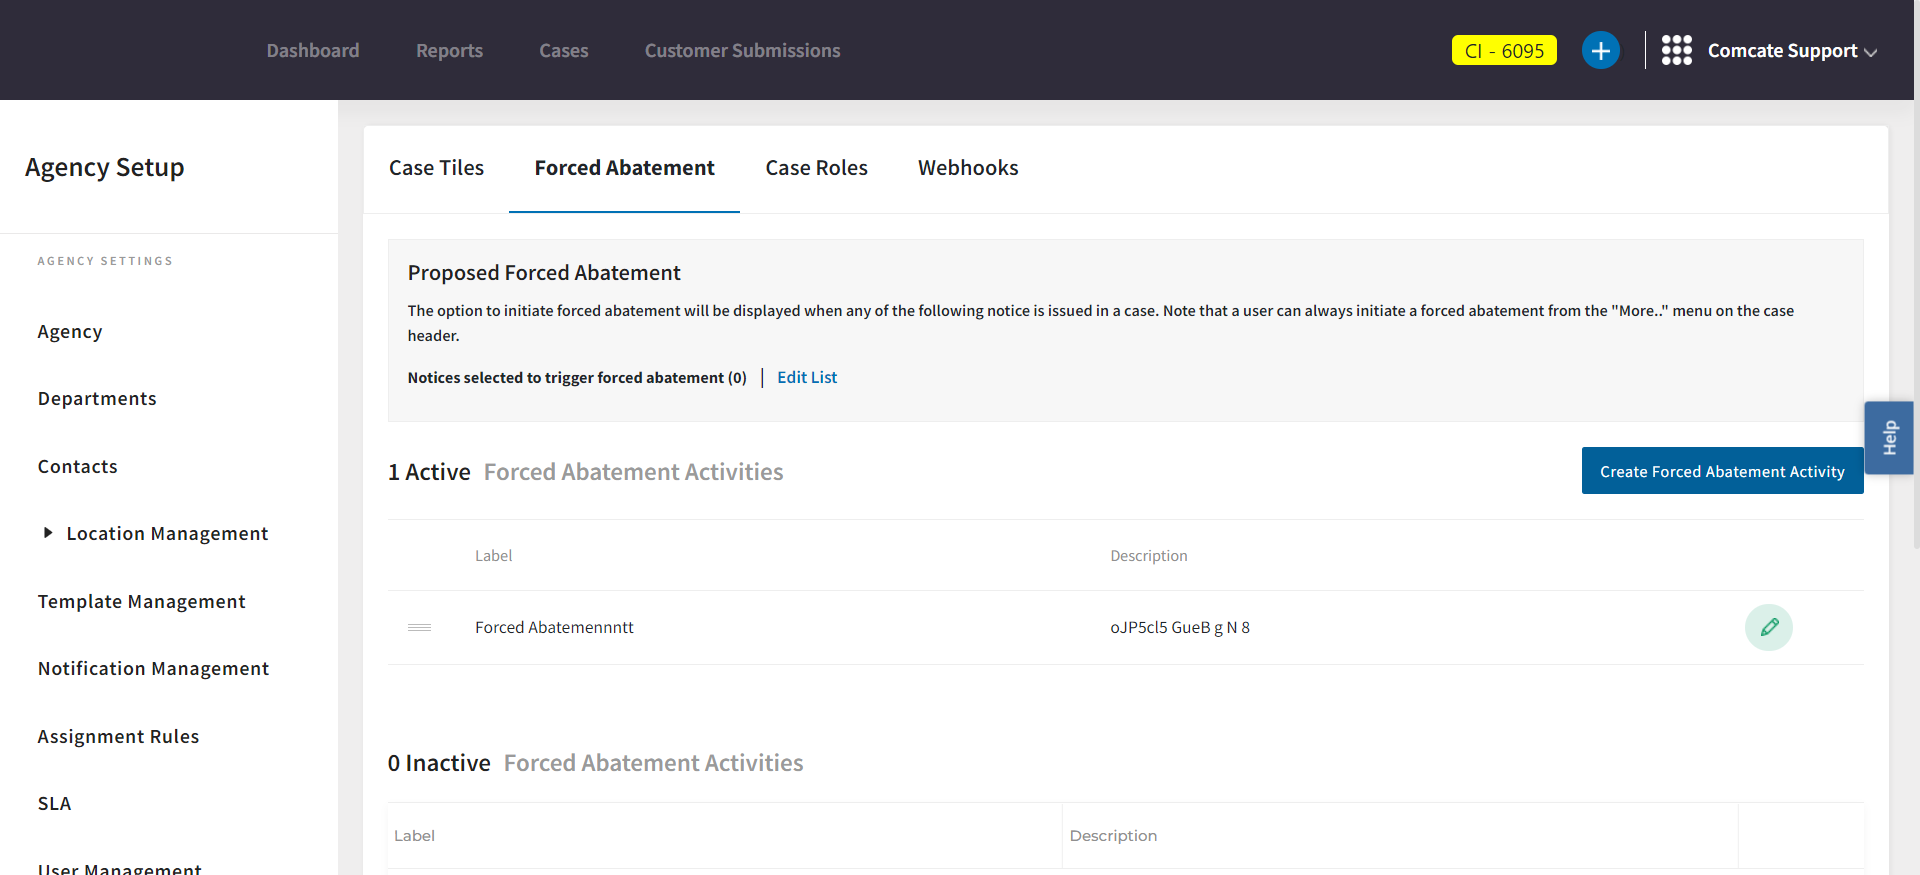 Dashboard
Reports
Cases
Customer Submissions
CI - 6095
Comcate Support
Agency Setup
AGENCY SETTINGS
Agency
Departments
Contacts
Location Management
Template Management
Notification Management
Assignment Rules
SLA
User Management
Case Tiles
Forced Abatement
Case Roles
Webhooks
Proposed Forced Abatement
The option to initiate forced abatement will be displayed when any of the following notice is issued in a case. Note that a user can always initiate a forced abatement from the "More.." menu on the case
header.
Notices selected to trigger forced abatement (0)
Edit List
Help
1 Active Forced Abatement Activities
Create Forced Abatement Activity
Label
Description
Forced Abatemennntt
oJP5cl5 GueB g N 8
0 Inactive Forced Abatement Activities
Label
Description